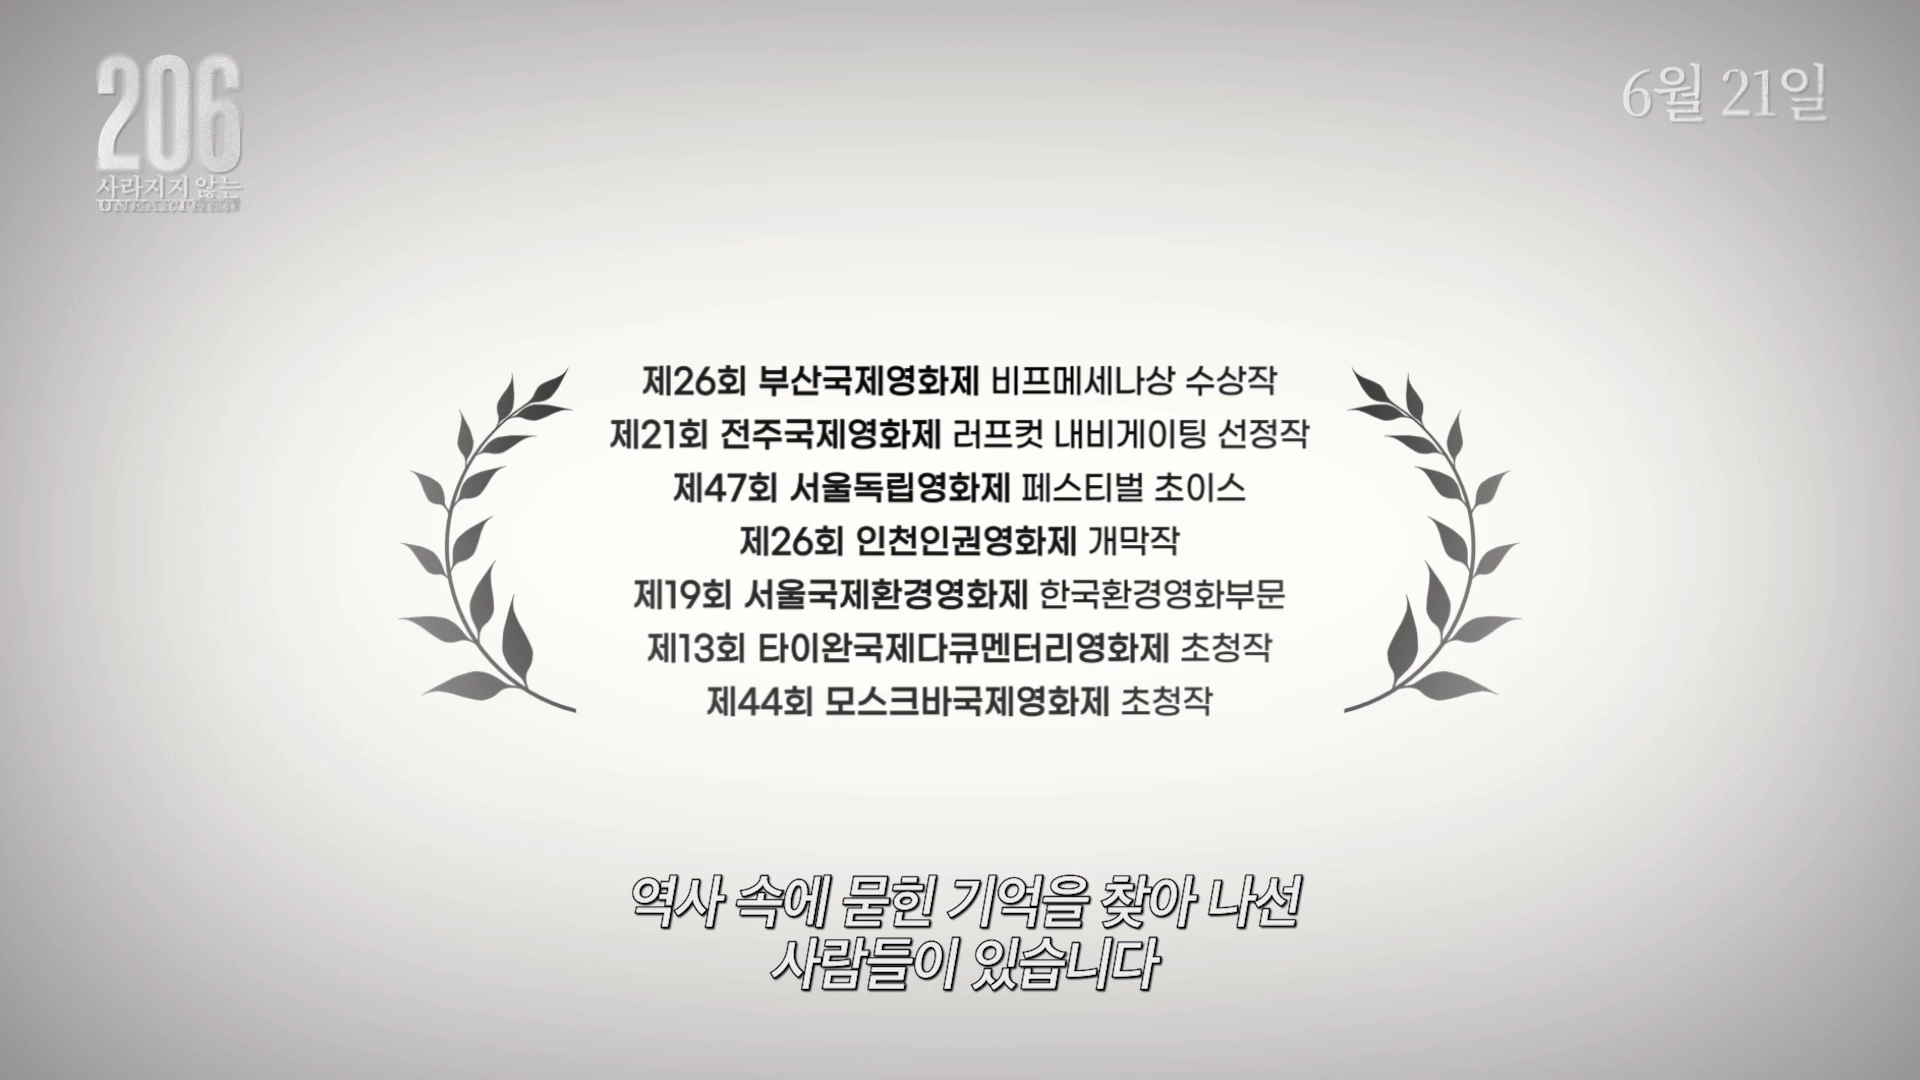 206
사라지지 않는
UNEARTHED
6월 21일
제26회 부산국제영화제 비프메세나상 수상작
제21회 전주국제영화제 러프컷 내비게이팅 선정작
제47회 서울독립영화제 페스티벌 초이스
제26회 인천인권영화제 개막작
제19회 서울국제환경영화제 한국환경영화부문
제13회 타이완국제다큐멘터리영화제 초청작
제44회 모스크바국제영화제 초청작
역사 속에 묻힌 기억을 찾아 나선
사람들이 있습니다